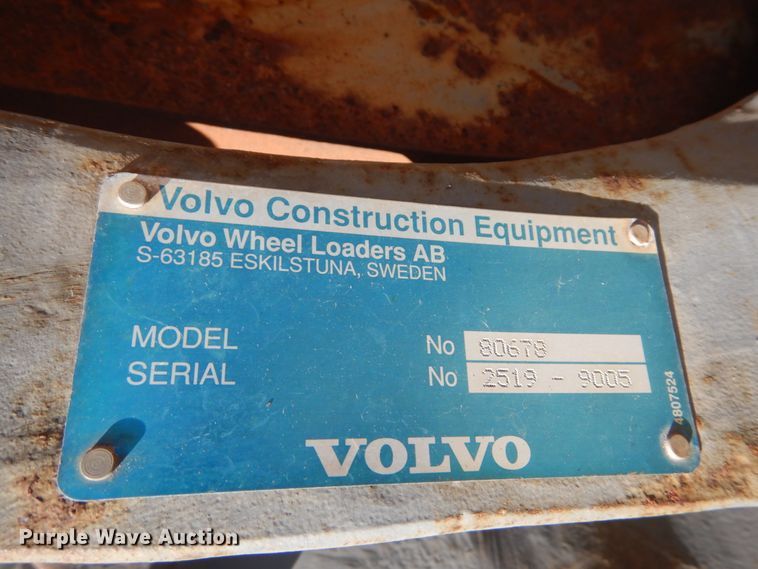 Volvo Construction Equipment
Volvo Wheel Loaders AB
S-63185 ESKILSTUNA, SWEDEN
MODEL No 80678
SERIAL No 2519 - 9005
4807524
VOLVO
Purple Wave Auction